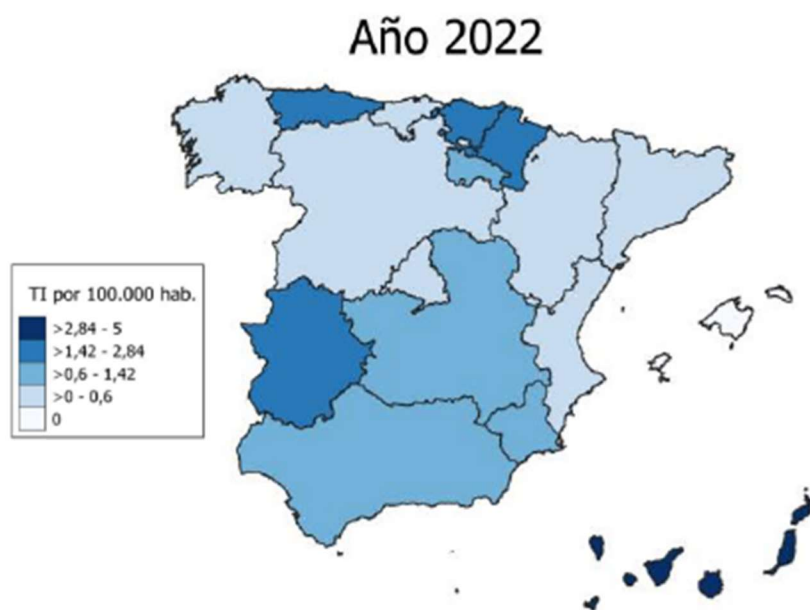 Año 2022
TI por 100.000 hab.
>2,84 - 5
>1,42 - 2,84
>0,6 - 1,42
>0 - 0,6
0